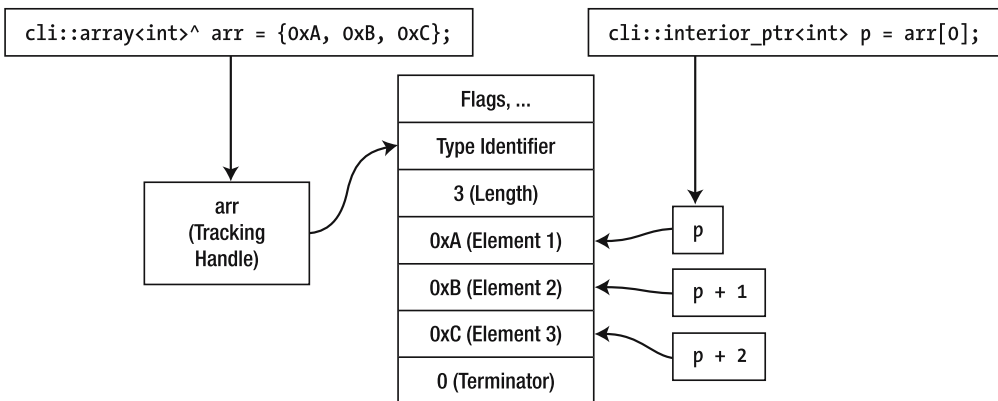 cli::array<int>^ arr = {0xA, 0xB, 0xC};
cli::interior_ptr<int> p = arr[0];
Flags, ...
Type Identifier
3 (Length)
0xA (Element 1)
0xB (Element 2)
0xC (Element 3)
0 (Terminator)
arr
(Tracking
Handle)
p
p + 1
p + 2